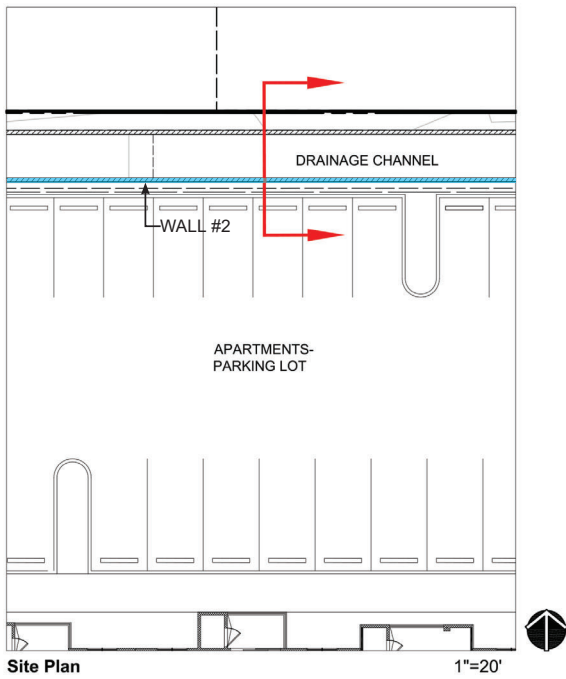 DRAINAGE CHANNEL
WALL #2
APARTMENTS-
PARKING LOT
Site Plan
1"=20'